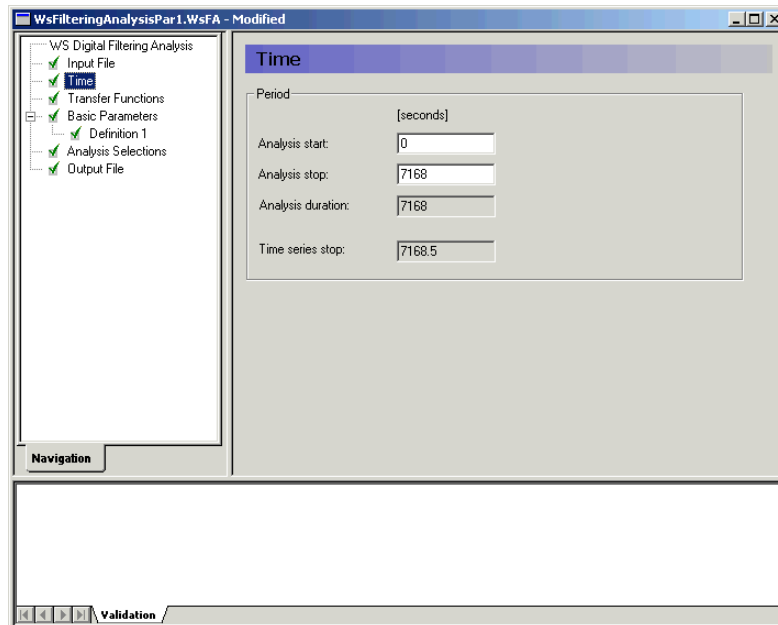 WsFilteringAnalysisPar1.WsFA - Modified
WS Digital Filtering Analysis
Input File
Time
Transfer Functions
Basic Parameters
Definition 1
Analysis Selections
Output File
Navigation
Time
Period
[seconds]
Analysis start: 0
Analysis stop: 7168
Analysis duration: 7168
Time series stop: 7168.5
Validation